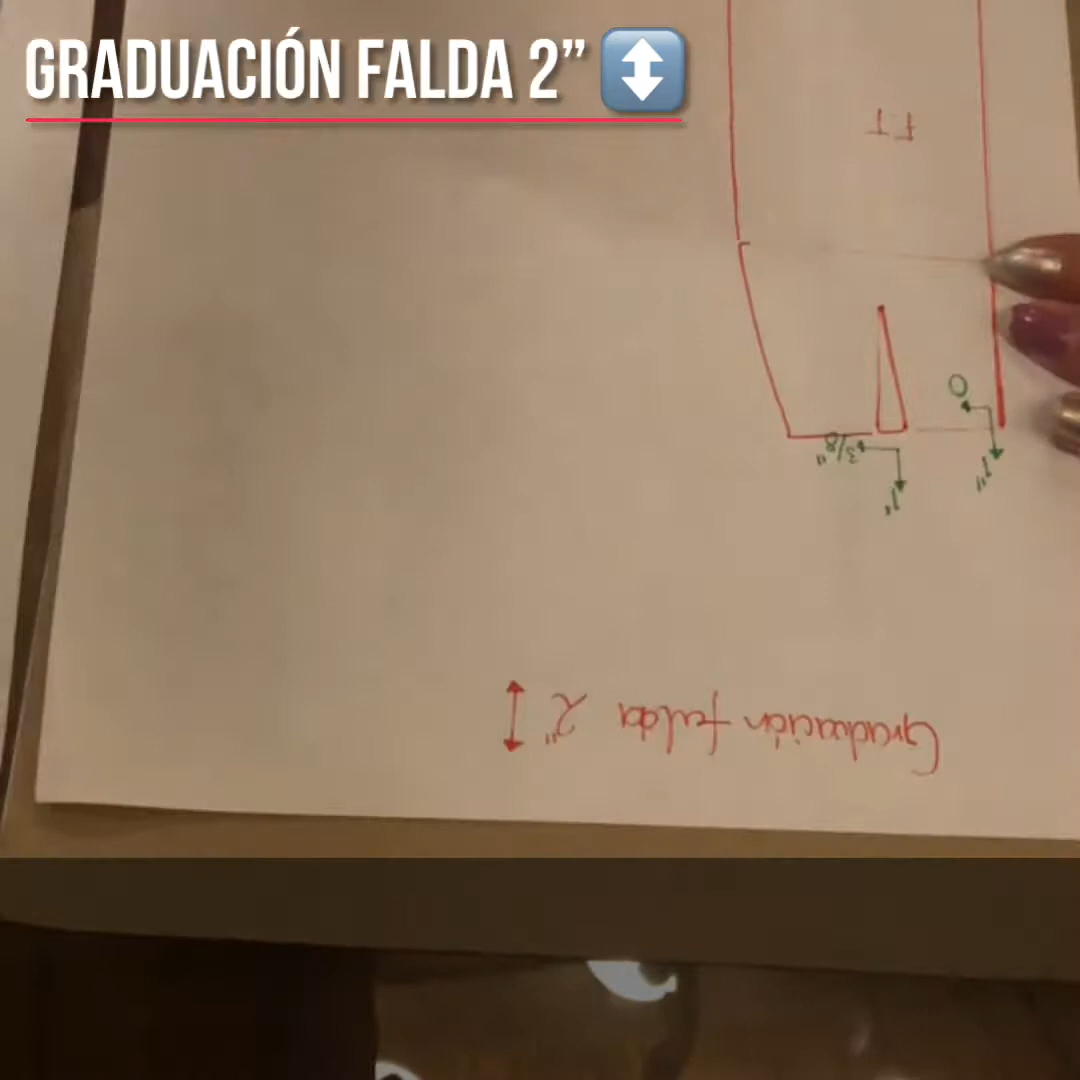 GRADUACIÓN FALDA 2” ↕
FT
0
1"
3/8"
1"
Graduación falda 2" ↕